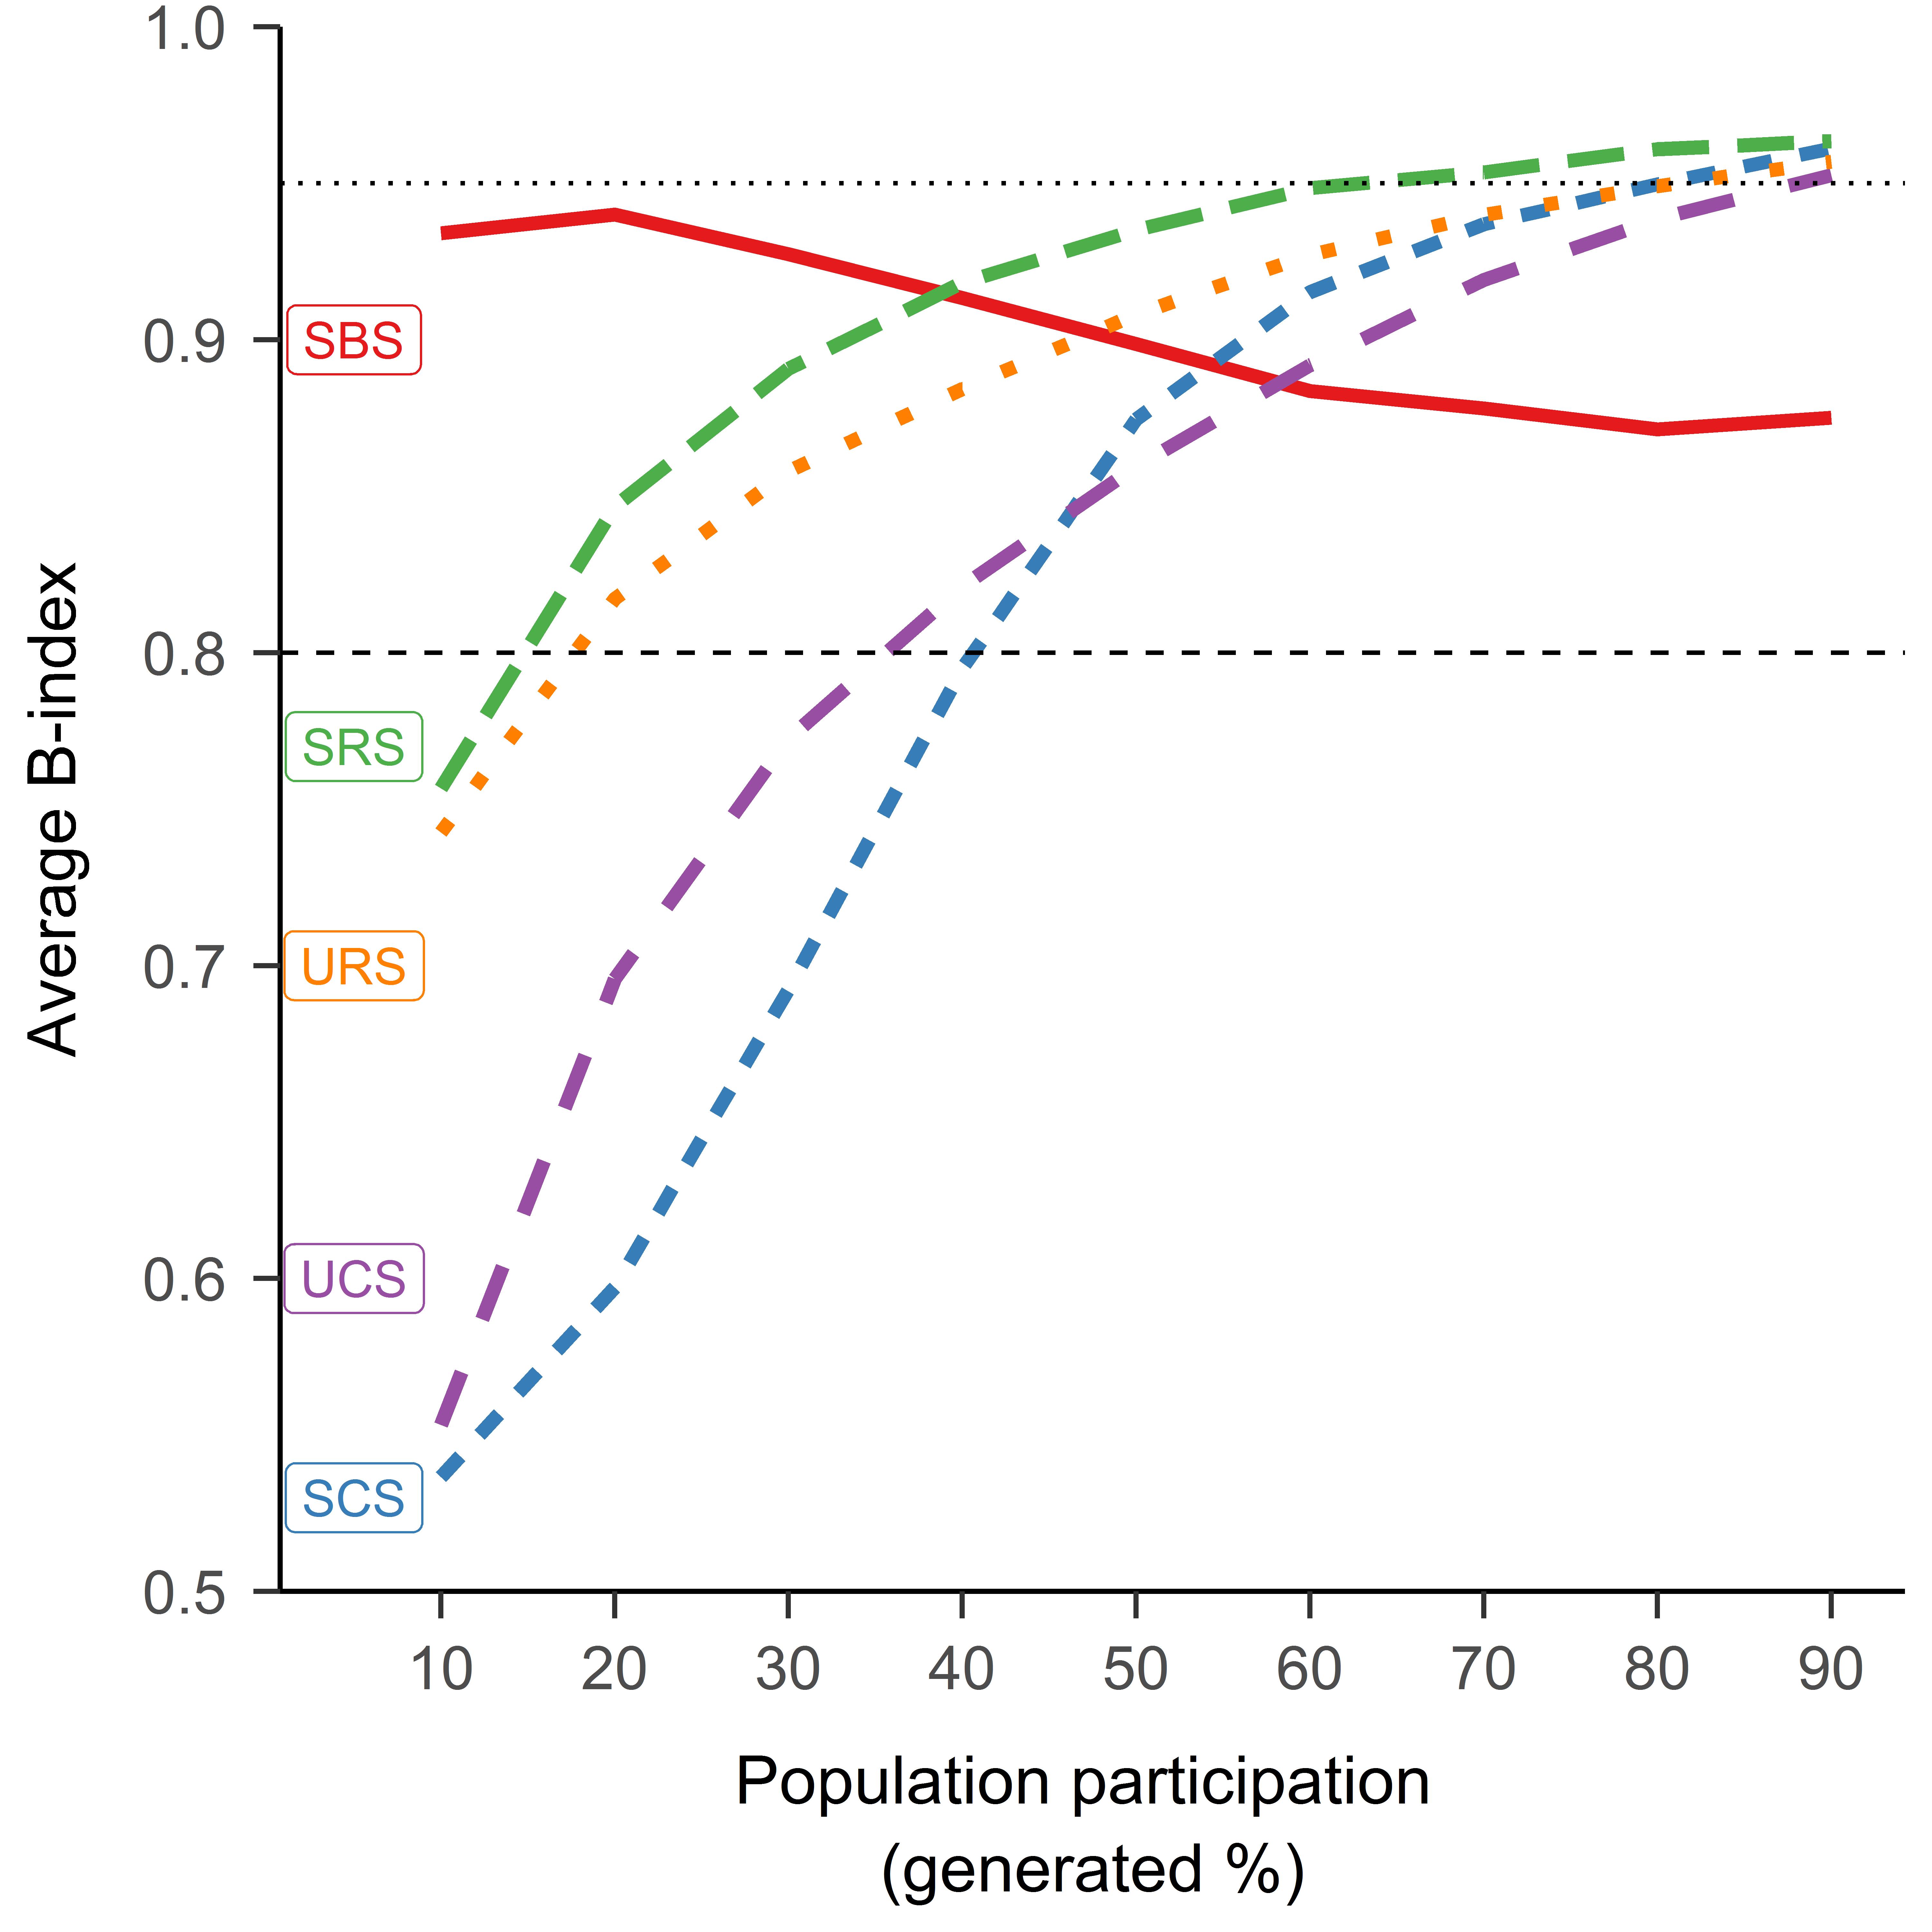 1.0
0.9
0.8
0.7
0.6
0.5
Average B-index
SBS
SRS
URS
UCS
SCS
10 20 30 40 50 60 70 80 90
Population participation
(generated %)